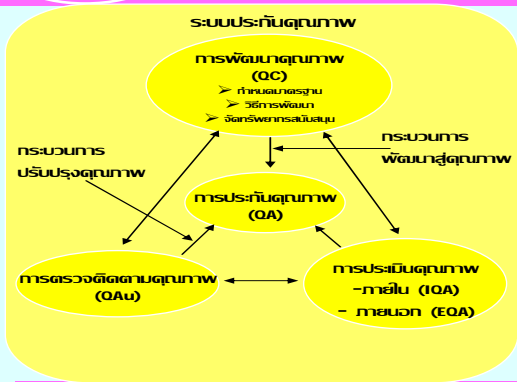 ระบบประกันคุณภาพ
การพัฒนาคุณภาพ
(QC)
➢ กำหนดมาตรฐาน
➢ วิธีการพัฒนา
➢ จัดทรัพยากรสนับสนุน
กระบวนการ
ปรับปรุงคุณภาพ
กระบวนการ
พัฒนาสู่คุณภาพ
การประกันคุณภาพ
(QA)
การตรวจติดตามคุณภาพ
(QAu)
การประเมินคุณภาพ
-ภายใน (IQA)
- ภายนอก (EQA)